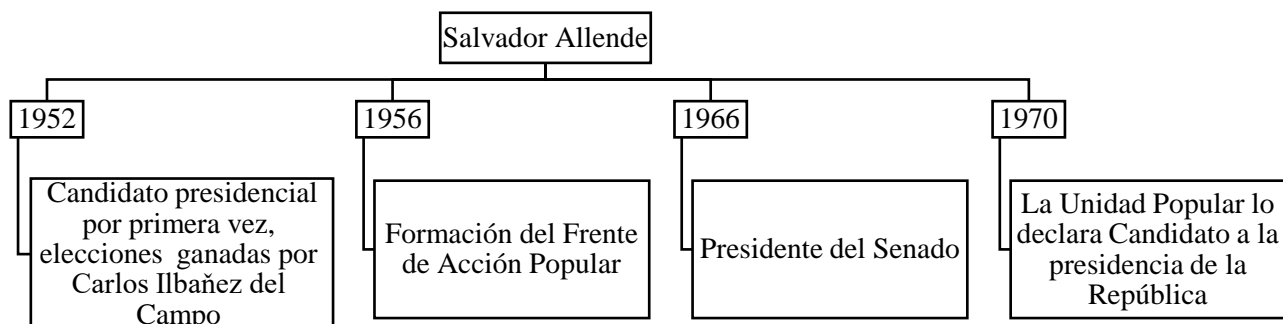 Salvador Allende
1952
1956
1966
1970
Candidato presidencial
por primera vez,
elecciones ganadas por
Carlos Ilbaňez del
Campo
Formación del Frente
de Acción Popular
Presidente del Senado
La Unidad Popular lo
declara Candidato a la
presidencia de la
República